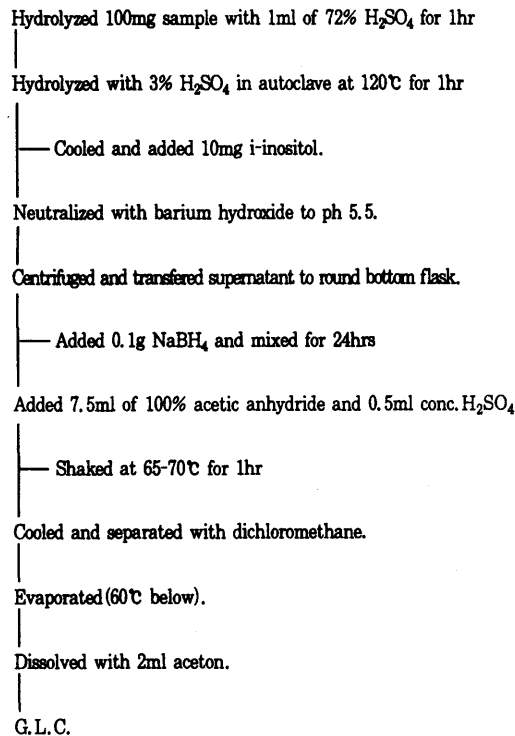 Hydrolyzed 100mg sample with 1ml of 72% H₂SO₄ for 1hr
Hydrolyzed with 3% H₂SO₄ in autoclave at 120℃ for 1hr
Cooled and added 10mg i-inositol.
Neutralized with barium hydroxide to ph 5.5.
Centrifuged and transfered supernatant to round bottom flask.
Added 0.1g NaBH₄ and mixed for 24hrs
Added 7.5ml of 100% acetic anhydride and 0.5ml conc.H₂SO₄
Shaked at 65-70℃ for 1hr
Cooled and separated with dichloromethane.
Evaporated(60℃ below).
Dissolved with 2ml aceton.
G.L.C.